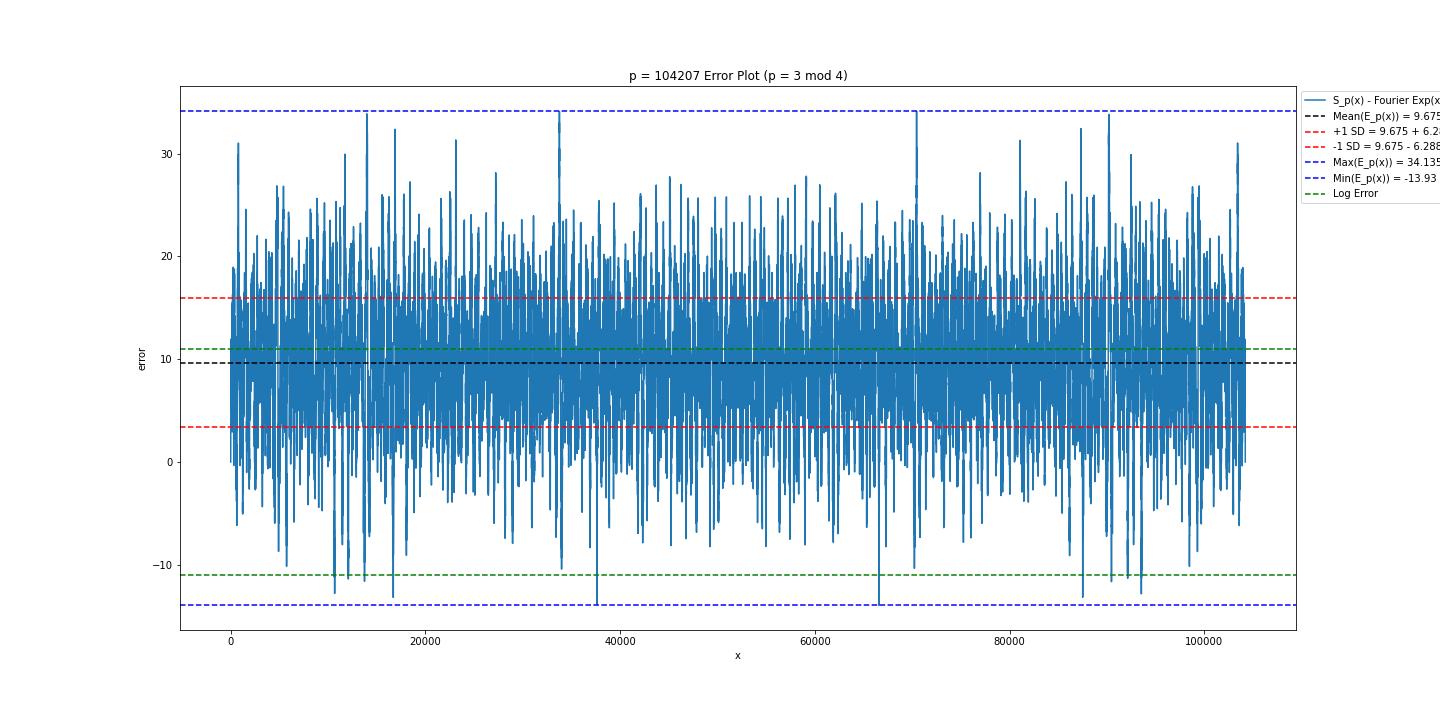 p = 104207 Error Plot (p = 3 mod 4)
S_p(x) - Fourier Exp(x
Mean(E_p(x)) = 9.675
+1 SD = 9.675 + 6.28
-1 SD = 9.675 - 6.288
Max(E_p(x)) = 34.135
Min(E_p(x)) = -13.93
Log Error
error
30
20
10
0
−10
0 20000 40000 60000 80000 100000
x